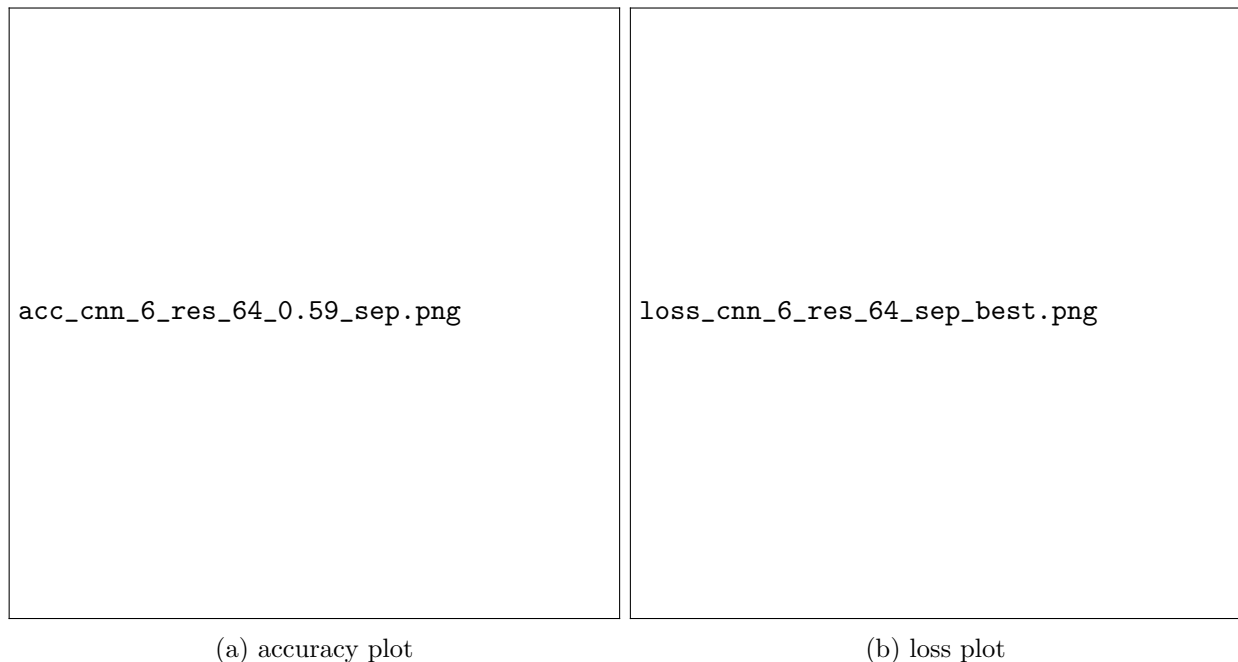 acc_cnn_6_res_64_0.59_sep.png
loss_cnn_6_res_64_sep_best.png
(a) accuracy plot
(b) loss plot